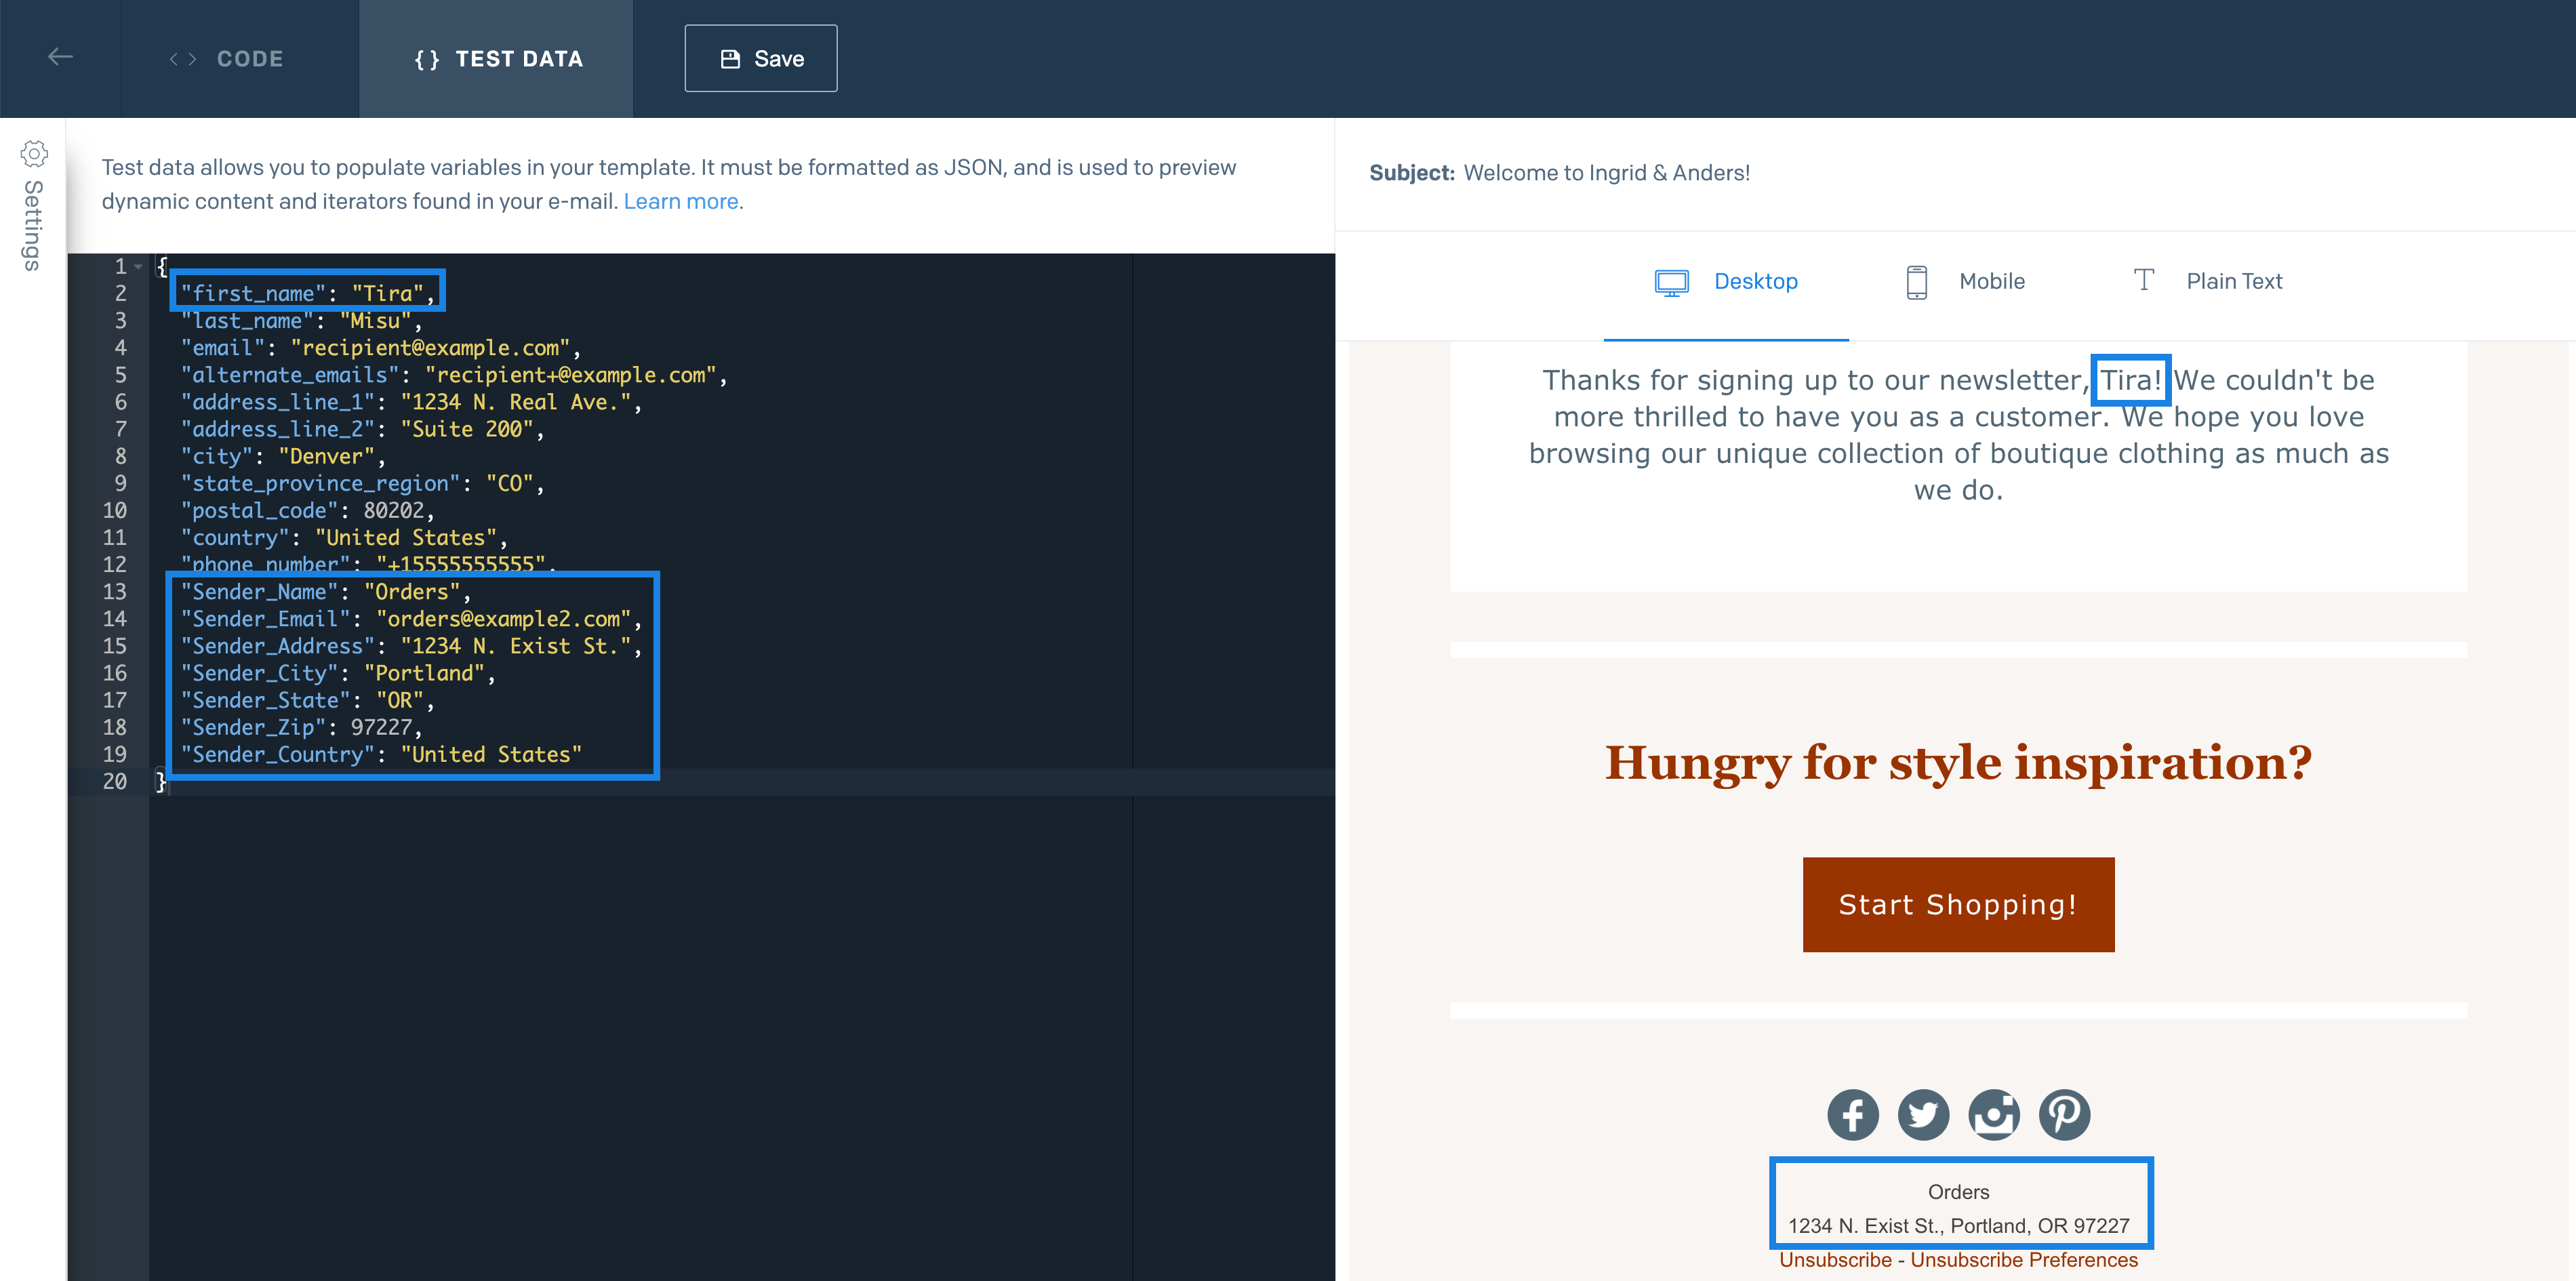 CODE
{ } TEST DATA
Save
Settings
Test data allows you to populate variables in your template. It must be formatted as JSON, and is used to preview
dynamic content and iterators found in your e-mail. Learn more.
1 {
2 "first_name": "Tira",
3 "last_name": "Misu",
4 "email": "recipient@example.com",
5 "alternate_emails": "recipient+@example.com",
6 "address_line_1": "1234 N. Real Ave.",
7 "address_line_2": "Suite 200",
8 "city": "Denver",
9 "state_province_region": "CO",
10 "postal_code": 80202,
11 "country": "United States",
12 "phone_number": "+15555555555",
13 "Sender_Name": "Orders",
14 "Sender_Email": "orders@example2.com",
15 "Sender_Address": "1234 N. Exist St.",
16 "Sender_City": "Portland",
17 "Sender_State": "OR",
18 "Sender_Zip": 97227,
19 "Sender_Country": "United States"
20 }
Subject: Welcome to Ingrid & Anders!
Desktop
Mobile
Plain Text
Thanks for signing up to our newsletter, Tira! We couldn't be
more thrilled to have you as a customer. We hope you love
browsing our unique collection of boutique clothing as much as
we do.
Hungry for style inspiration?
Start Shopping!
Orders
1234 N. Exist St., Portland, OR 97227
Unsubscribe - Unsubscribe Preferences